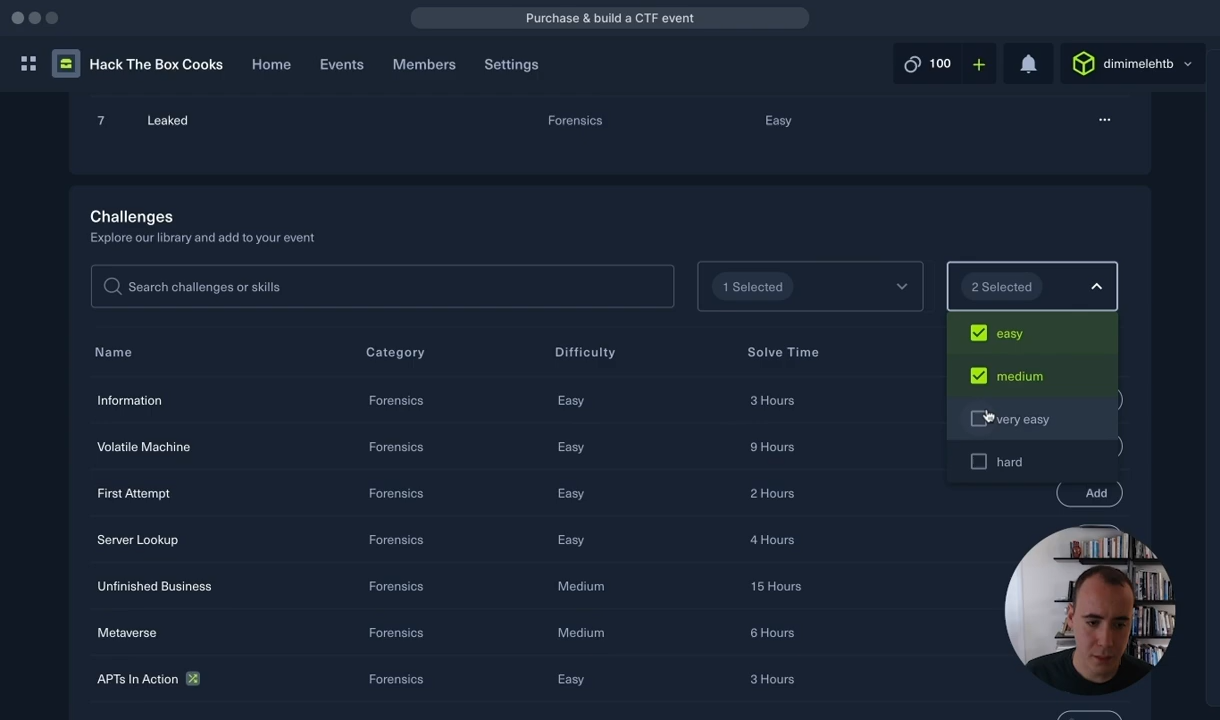 Purchase & build a CTF event
Hack The Box Cooks Home Events Members Settings 100 + dimimelehtb
7 Leaked Forensics Easy ...
Challenges
Explore our library and add to your event
Search challenges or skills 1 Selected 2 Selected
easy
Name Category Difficulty Solve Time
medium
Information Forensics Easy 3 Hours
very easy
Volatile Machine Forensics Easy 9 Hours
hard
First Attempt Forensics Easy 2 Hours Add
Server Lookup Forensics Easy 4 Hours
Unfinished Business Forensics Medium 15 Hours
Metaverse Forensics Medium 6 Hours
APTs In Action Forensics Easy 3 Hours